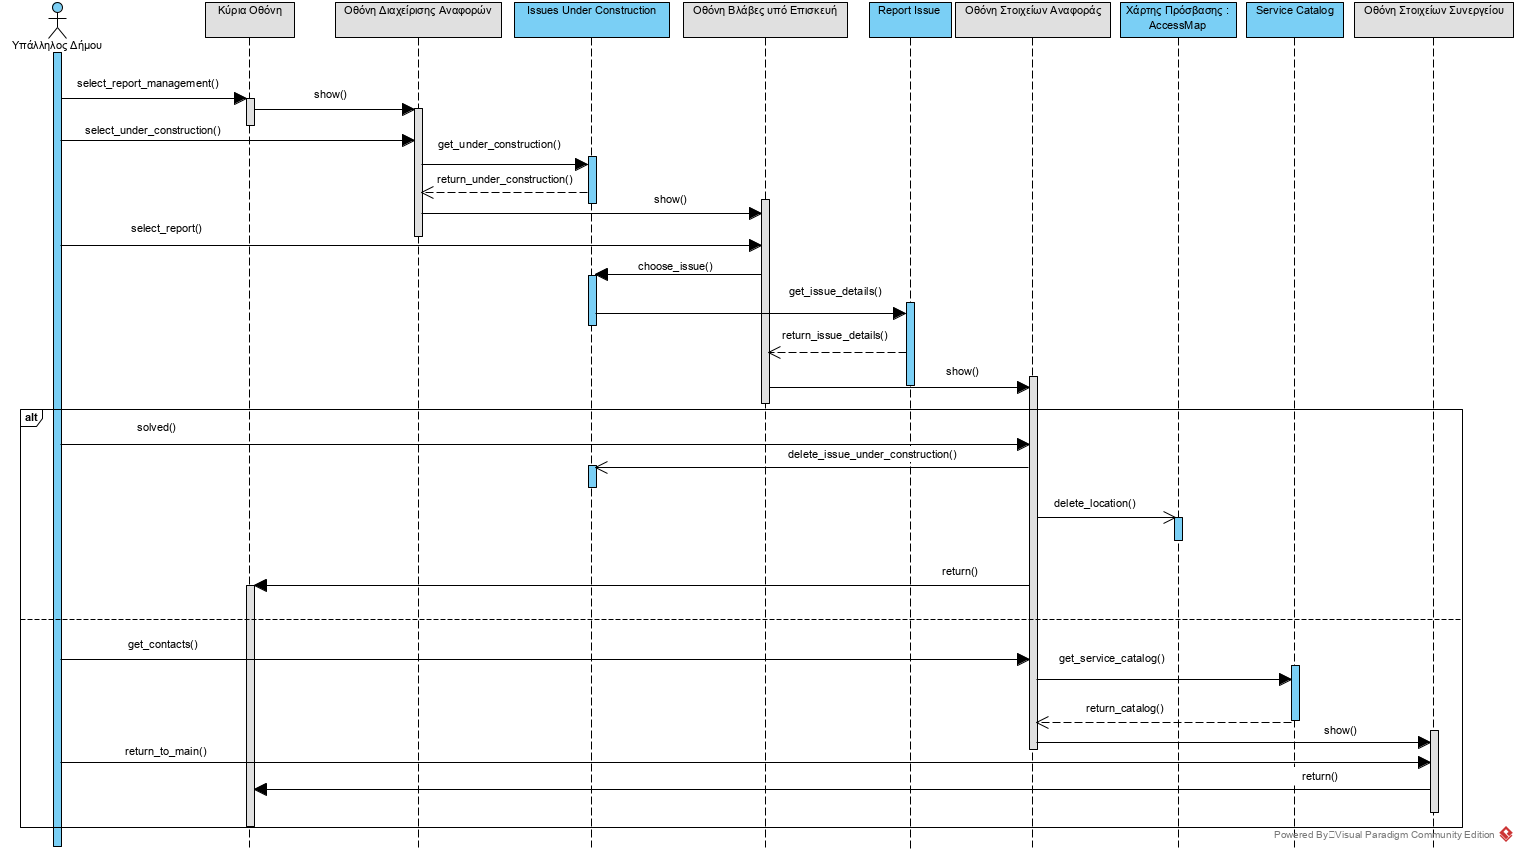 Κύρια Οθόνη
Οθόνη Διαχείρισης Αναφορών
Issues Under Construction
Οθόνη Βλάβες υπό Επισκευή
Report Issue
Οθόνη Στοιχείων Αναφοράς
Χάρτης Πρόσβασης :
AccessMap
Service Catalog
Οθόνη Στοιχείων Συνεργείου
Υπάλληλος Δήμου
select_report_management()
show()
select_under_construction()
get_under_construction()
return_under_construction()
show()
select_report()
choose_issue()
get_issue_details()
return_issue_details()
show()
alt
solved()
delete_issue_under_construction()
delete_location()
return()
get_contacts()
get_service_catalog()
return_catalog()
show()
return_to_main()
return()
Powered By Visual Paradigm Community Edition